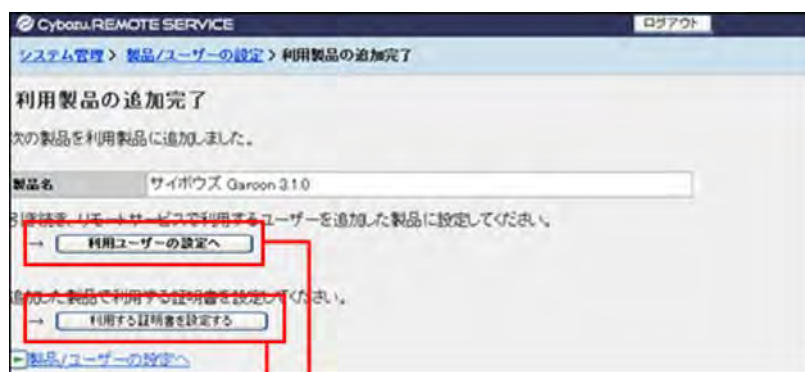 Cybozu.REMOTE SERVICE ログアウト
システム管理 > 製品/ユーザーの設定 > 利用製品の追加完了
利用製品の追加完了
次の製品を利用製品に追加しました。
製品名 サイボウズ Garoon 3.1.0
引き続き、リモートサービスで利用するユーザーを追加した製品に設定してください。
→ 利用ユーザーの設定へ
追加した製品で利用する証明書を設定してください。
→ 利用する証明書を設定する
製品/ユーザーの設定へ